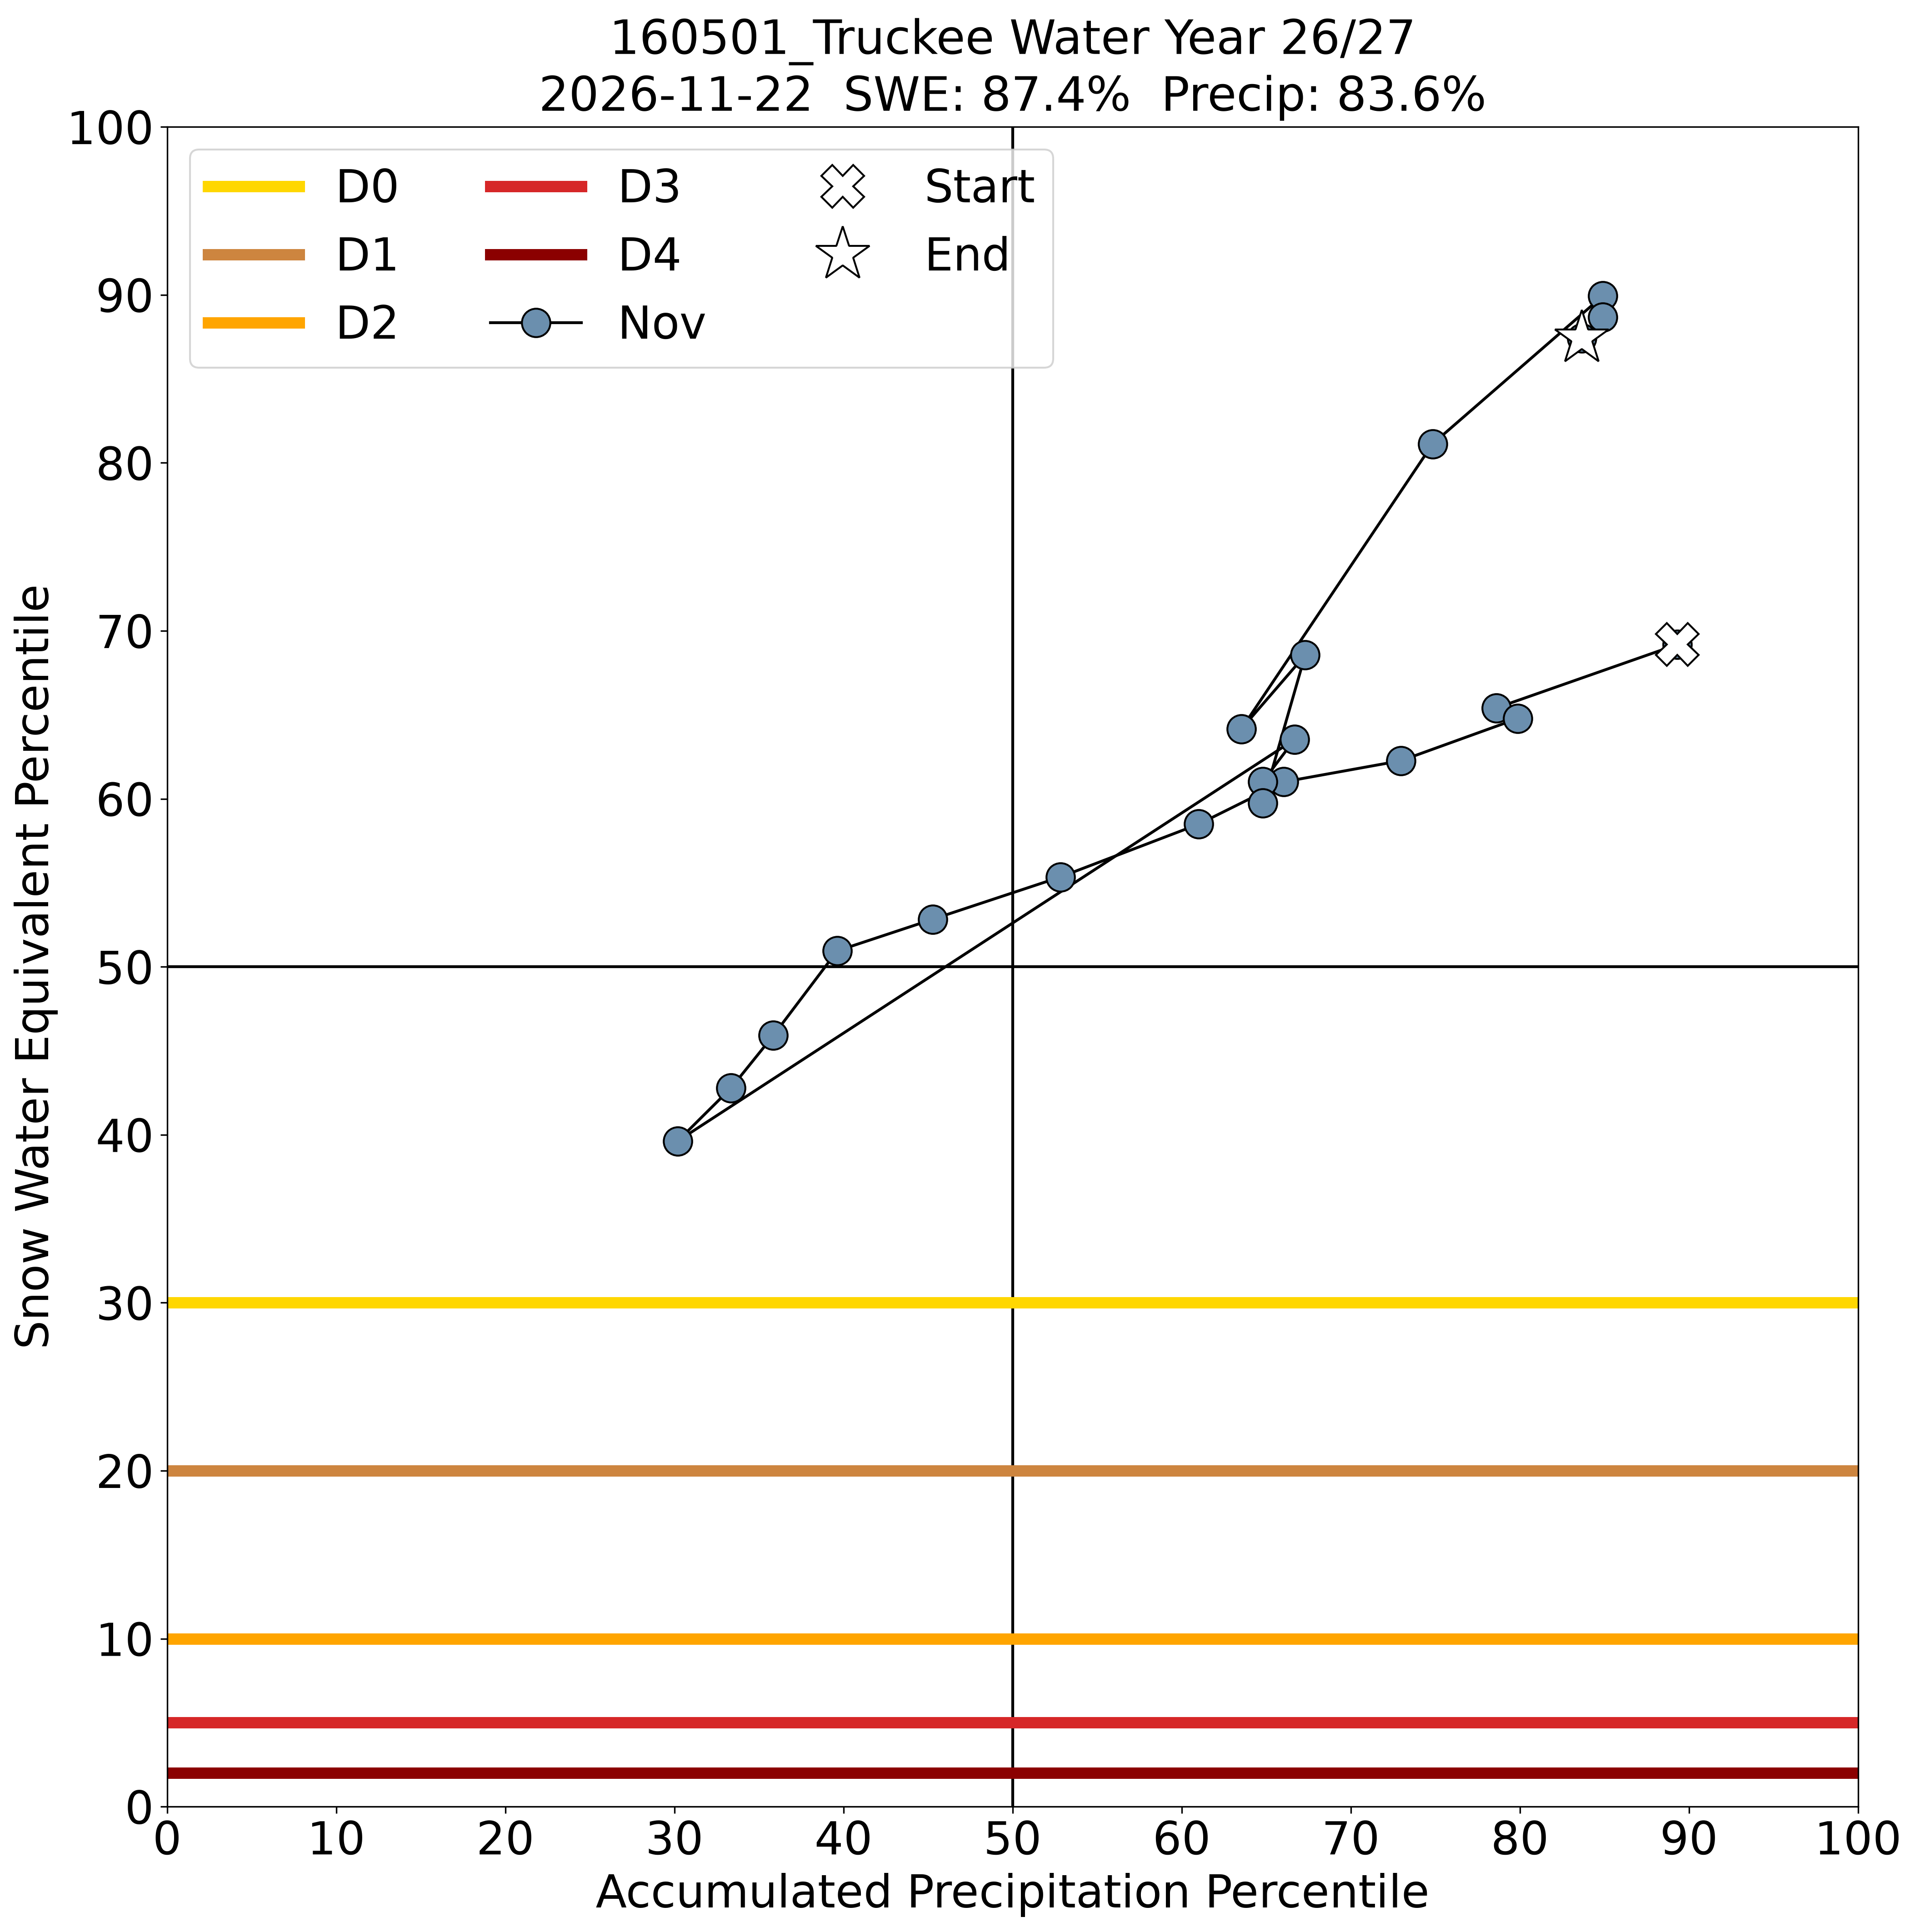 160501_Truckee Water Year 26/27
2026-11-22  SWE: 87.4%  Precip: 83.6%
D0
D1
D2
D3
D4
Nov
Start
End
Snow Water Equivalent Percentile
100
90
80
70
60
50
40
30
20
10
0
0 10 20 30 40 50 60 70 80 90 100
Accumulated Precipitation Percentile